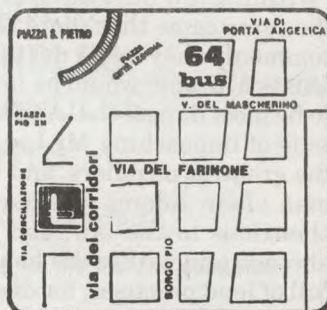 PIAZZA S. PIETRO
VIA DI
PORTA ANGELICA
PIAZZA
CITTÀ LEONINA
64
bus
V. DEL MASCHERINO
PIAZZA
PIO XII
VIA DEL FARINONE
VIA CONCILIAZIONE
L
via dei corridori
BORGO PIO